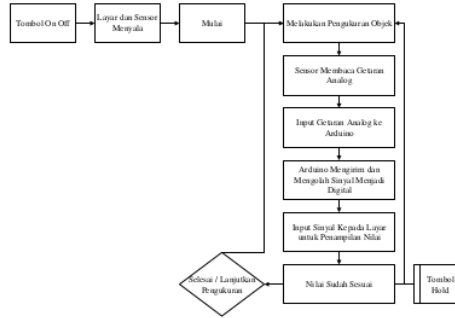 Tombol On Off
Layar dan Sensor
Menyala
Mulai
Melakukan Pengukuran Objek
Sensor Membaca Getaran
Analog
Input Getaran Analog ke
Arduino
Arduino Mengirim dan
Mengolah Sinyal Menjadi
Digital
Input Sinyal Kepada Layar
untuk Penampilan Nilai
Selesai / Lanjutkan
Pengukuran
Nilai Sudah Sesuai
Tombol
Hold